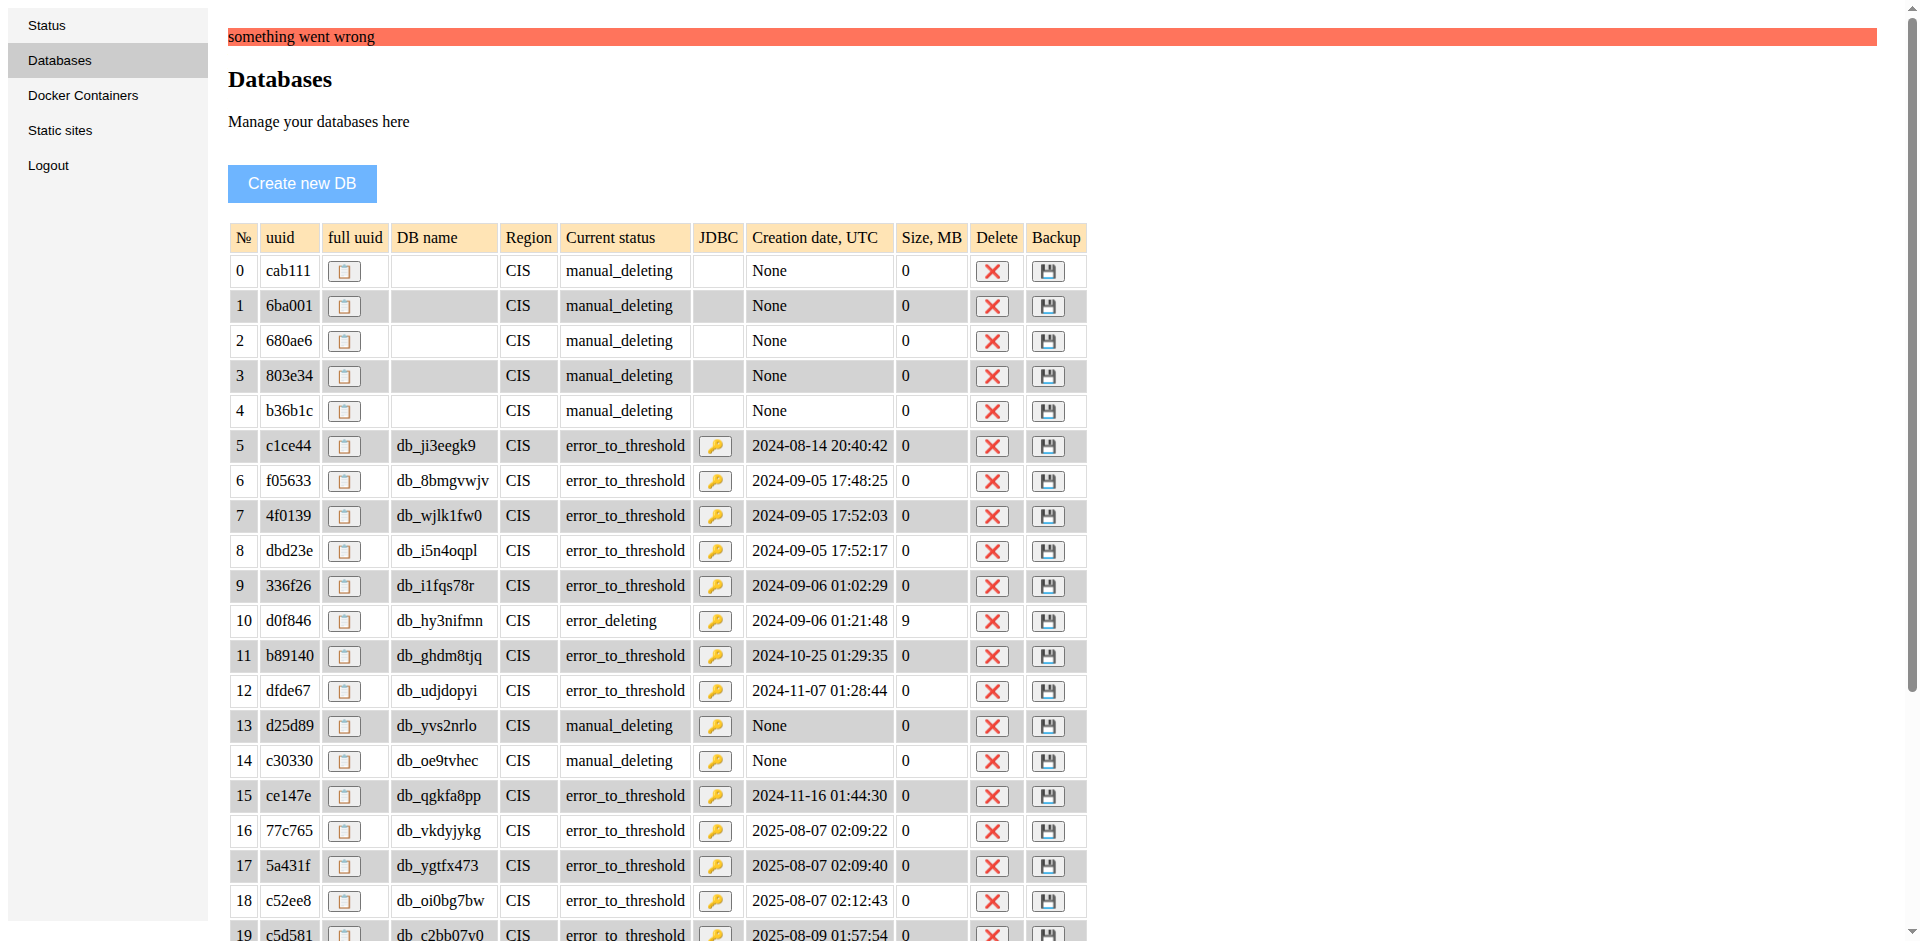 Status
Databases
Docker Containers
Static sites
Logout
something went wrong
Databases
Manage your databases here
Create new DB
№ uuid full uuid DB name Region Current status JDBC Creation date, UTC Size, MB Delete Backup
0 cab111 CIS manual_deleting None 0
1 6ba001 CIS manual_deleting None 0
2 680ae6 CIS manual_deleting None 0
3 803e34 CIS manual_deleting None 0
4 b36b1c CIS manual_deleting None 0
5 c1ce44 db_ji3eegk9 CIS error_to_threshold 2024-08-14 20:40:42 0
6 f05633 db_8bmgvwjv CIS error_to_threshold 2024-09-05 17:48:25 0
7 4f0139 db_wjlk1fw0 CIS error_to_threshold 2024-09-05 17:52:03 0
8 dbd23e db_i5n4oqpl CIS error_to_threshold 2024-09-05 17:52:17 0
9 336f26 db_i1fqs78r CIS error_to_threshold 2024-09-06 01:02:29 0
10 d0f846 db_hy3nifmn CIS error_deleting 2024-09-06 01:21:48 9
11 b89140 db_ghdm8tjq CIS error_to_threshold 2024-10-25 01:29:35 0
12 dfde67 db_udjdopyi CIS error_to_threshold 2024-11-07 01:28:44 0
13 d25d89 db_yvs2nrlo CIS manual_deleting None 0
14 c30330 db_oe9tvhec CIS manual_deleting None 0
15 ce147e db_qgkfa8pp CIS error_to_threshold 2024-11-16 01:44:30 0
16 77c765 db_vkdyjykg CIS error_to_threshold 2025-08-07 02:09:22 0
17 5a431f db_ygtfx473 CIS error_to_threshold 2025-08-07 02:09:40 0
18 c52ee8 db_oi0bg7bw CIS error_to_threshold 2025-08-07 02:12:43 0
19 c5d581 db_c2bb07v0 CIS error_to_threshold 2025-08-09 01:57:54 0